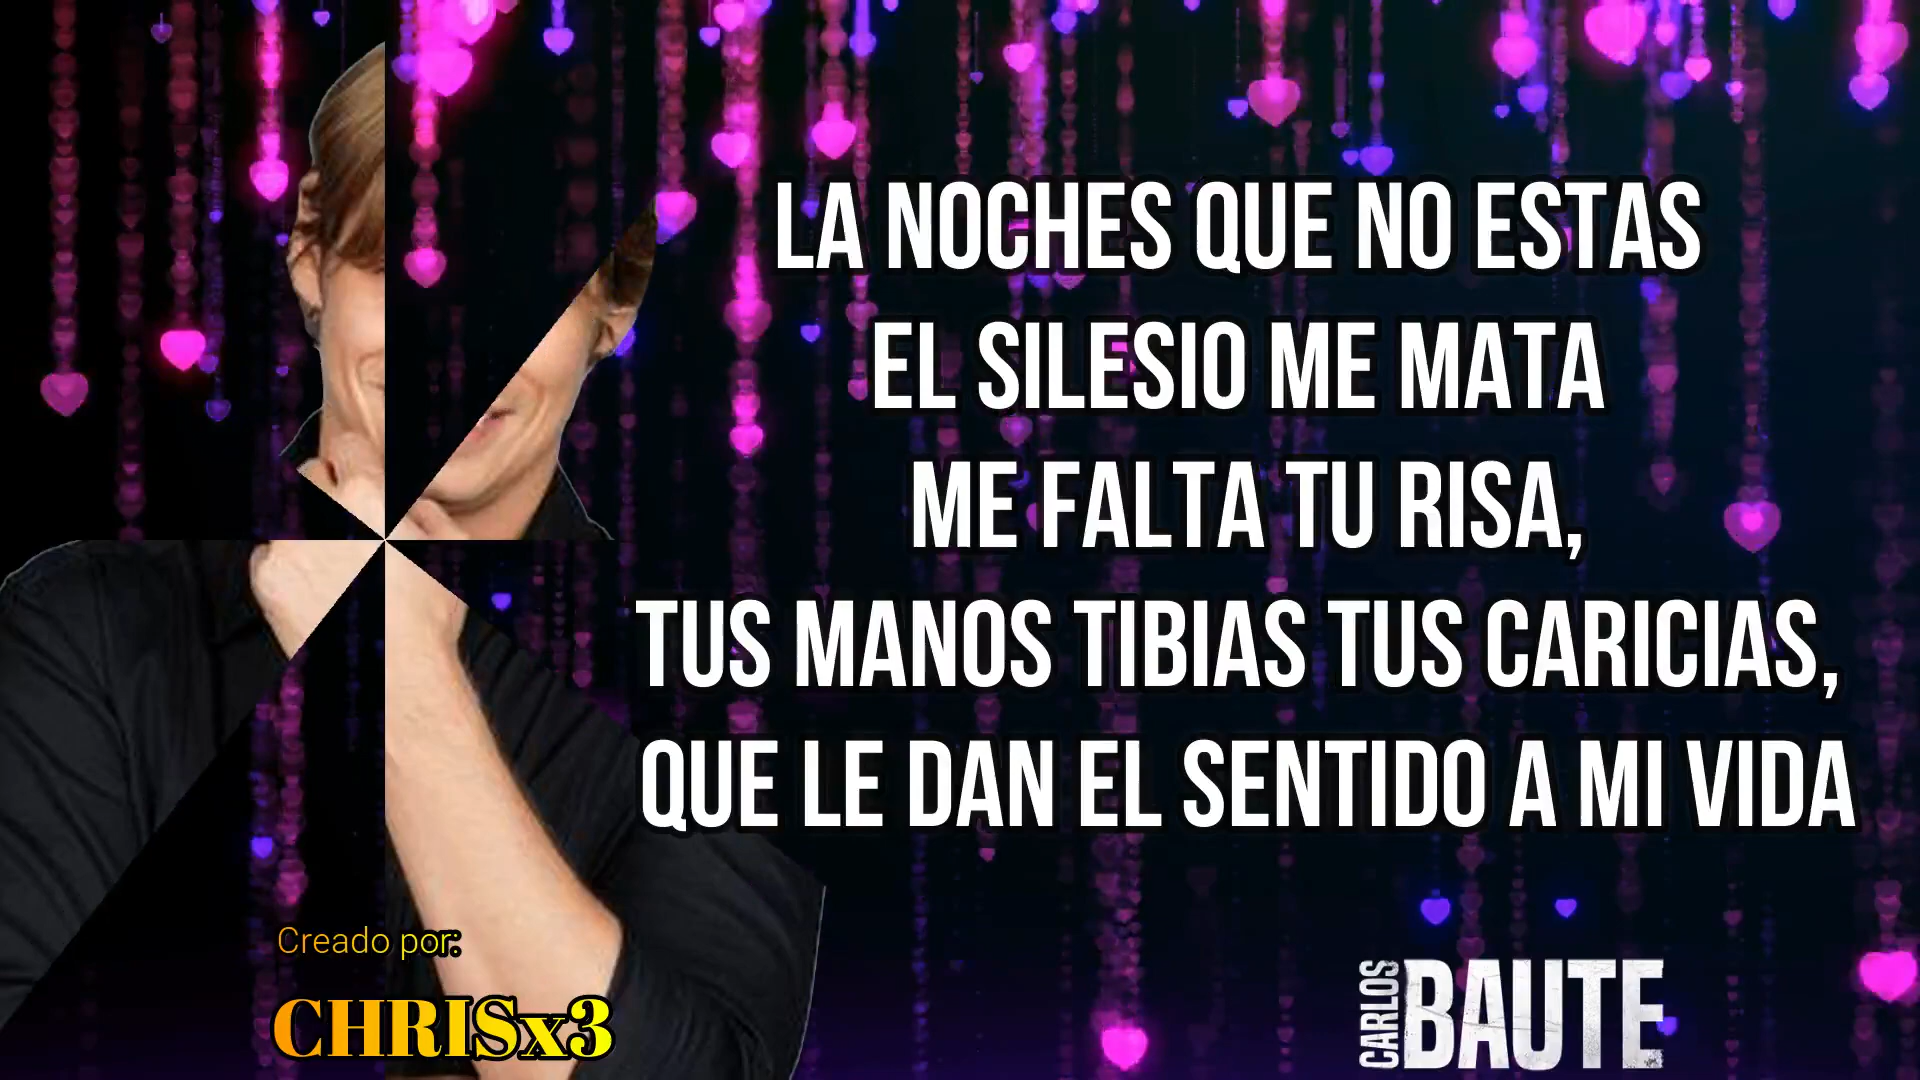 LA NOCHES QUE NO ESTAS
EL SILESIO ME MATA
ME FALTA TU RISA,
TUS MANOS TIBIAS TUS CARICIAS,
QUE LE DAN EL SENTIDO A MI VIDA
Creado por:
CHRISx3
CARLOS BAUTE